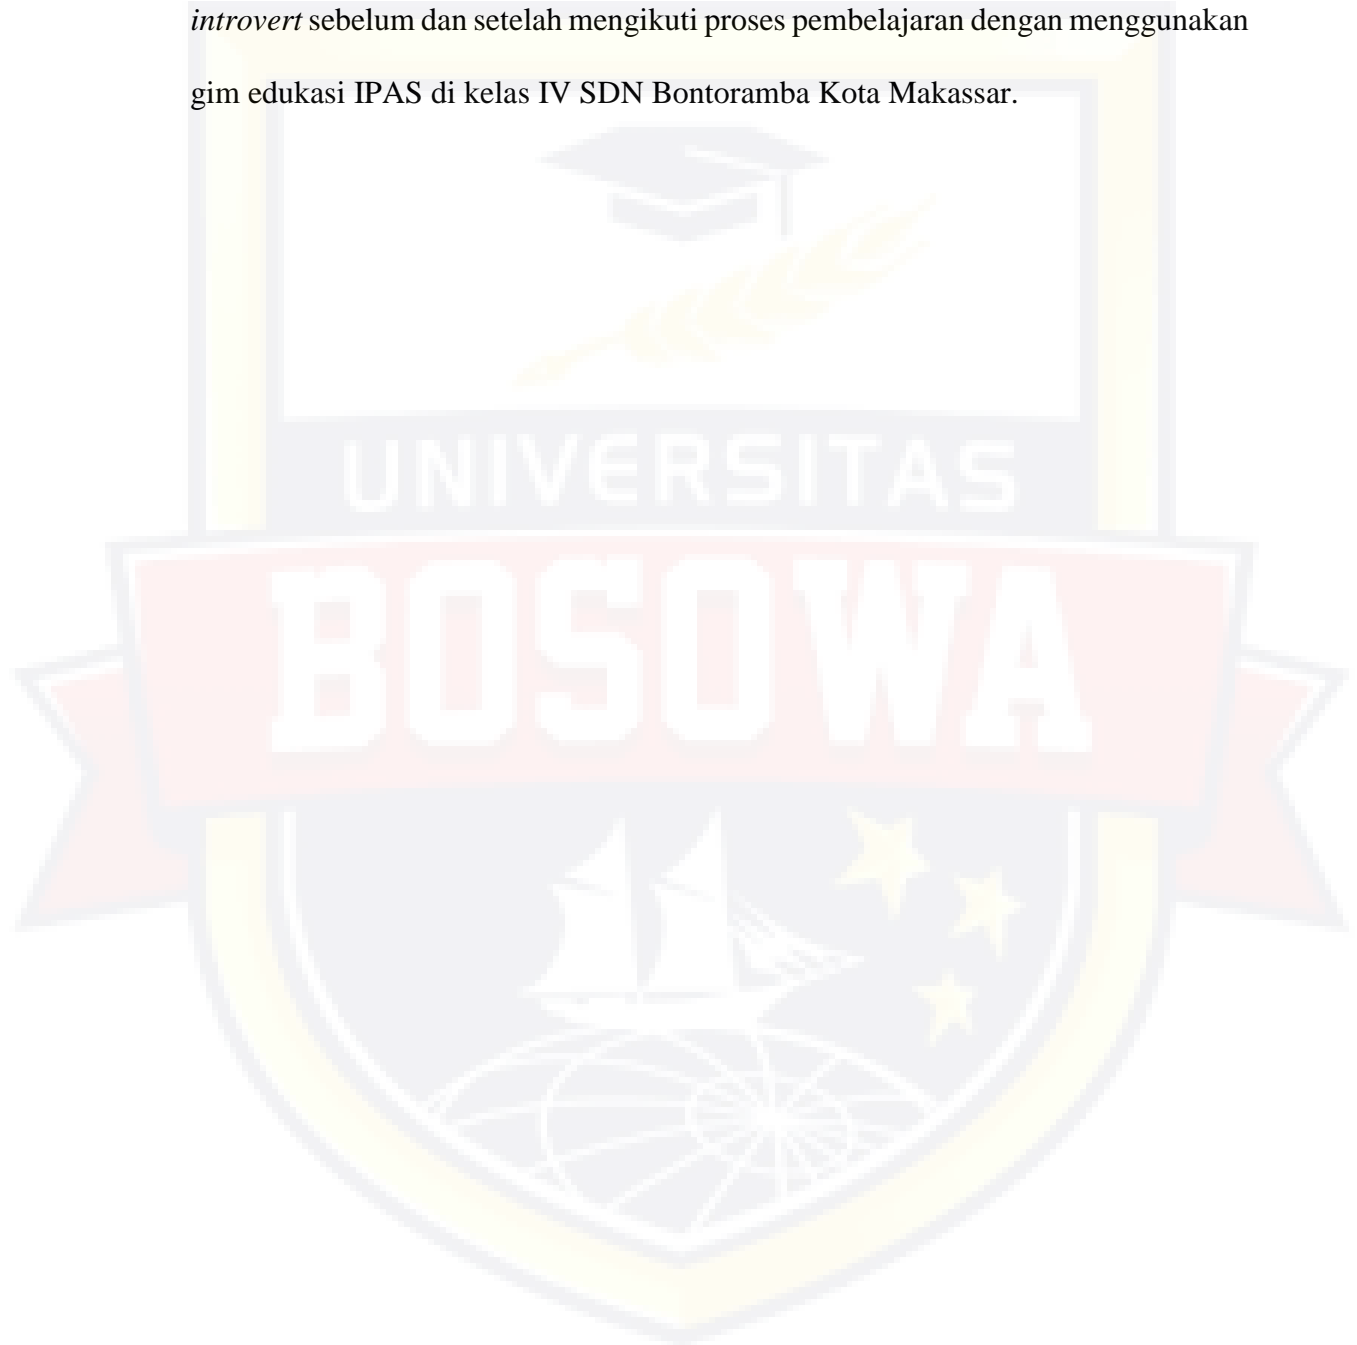 introvert sebelum dan setelah mengikuti proses pembelajaran dengan menggunakan
gim edukasi IPAS di kelas IV SDN Bontoramba Kota Makassar.
UNIVERSITAS
BOSOWA